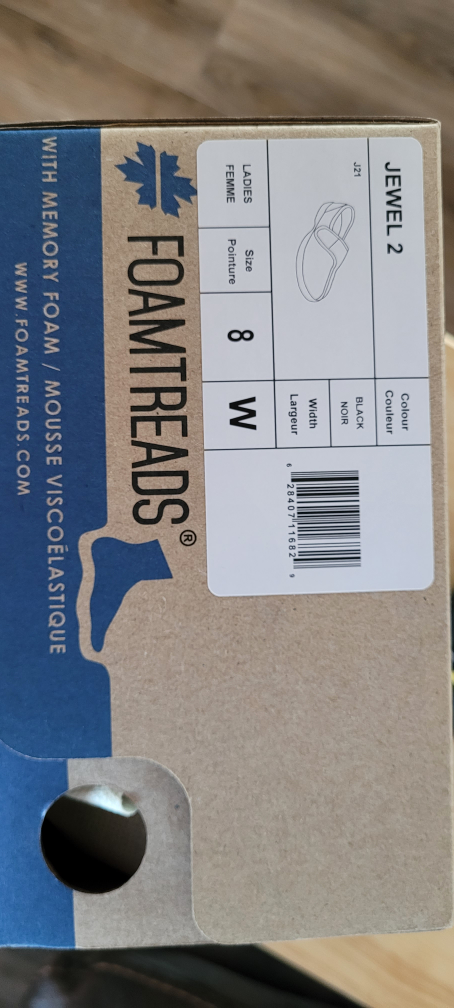 JEWEL 2
J21
Colour
Couleur
BLACK
NOIR
Width
Largeur
LADIES
FEMME
Size
Pointure
8
W
6 28407 11682 9
FOAMTREADS®
WITH MEMORY FOAM / MOUSSE VISCOÉLASTIQUE
WWW.FOAMTREADS.COM